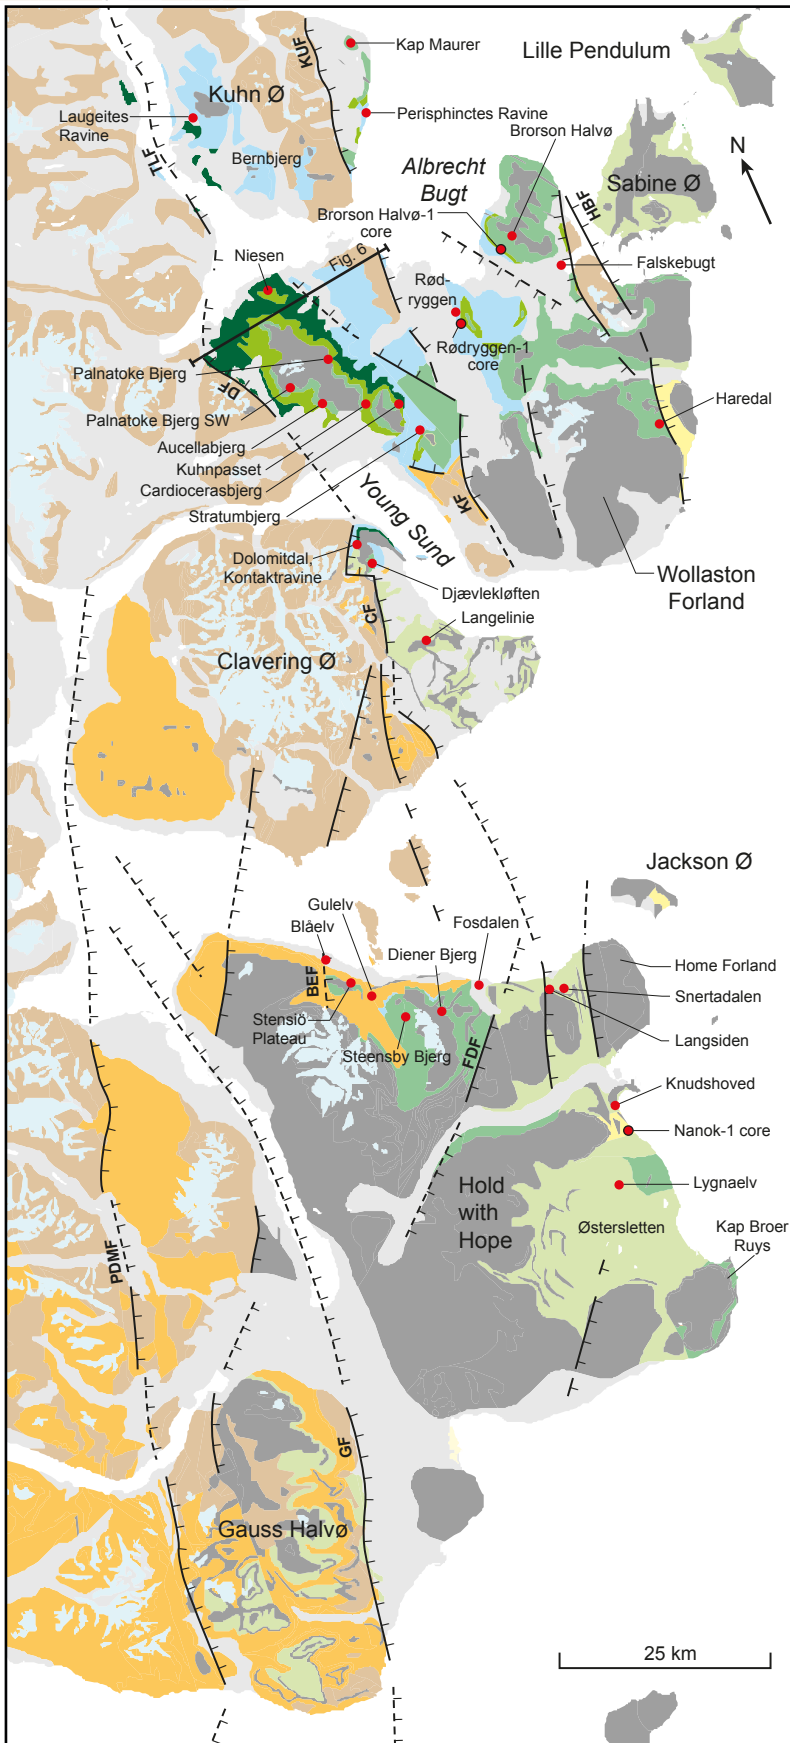 Kap Maurer
Lille Pendulum
KUF
Kuhn Ø
Laugeites
Ravine
Perisphinctes Ravine
Brorson Halvø
TLF
Bernbjerg
Albrecht
Bugt
N
Sabine Ø
HBF
Brorson Halvø-1
core
Fig. 6
Niesen
Falskebugt
Rød-
ryggen
Rødryggen-1
core
Palnatoke Bjerg
DF
Haredal
Palnatoke Bjerg SW
Aucellabjerg
Kuhnpasset
Cardiocerasbjerg
Stratumbjerg
KF
Young Sund
Dolomitdal,
Kontaktravine
Wollaston
Forland
Djævlekløften
CF
Langelinie
Clavering Ø
Jackson Ø
Gulelv
Blåelv
Fosdalen
Diener Bjerg
Home Forland
BEF
Snertadalen
Stensiö
Plateau
Langsiden
Steensby Bjerg
FDF
Knudshoved
Nanok-1 core
Hold
with
Hope
Lygnaelv
Østersletten
Kap Broer
Ruys
PDMF
GF
Gauss Halvø
25 km